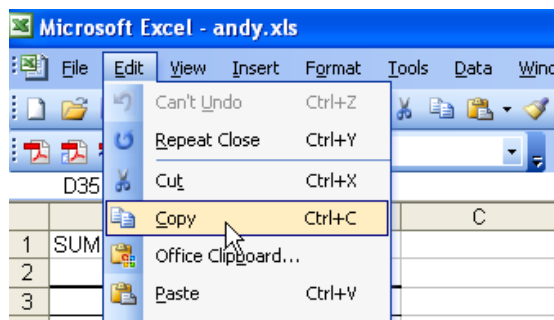 Microsoft Excel - andy.xls
File Edit View Insert Format Tools Data
Can't Undo Ctrl+Z
Repeat Close Ctrl+Y
D35
Cut Ctrl+X
Copy Ctrl+C
C
1 SUM
Office Clipboard...
2
3
Paste Ctrl+V